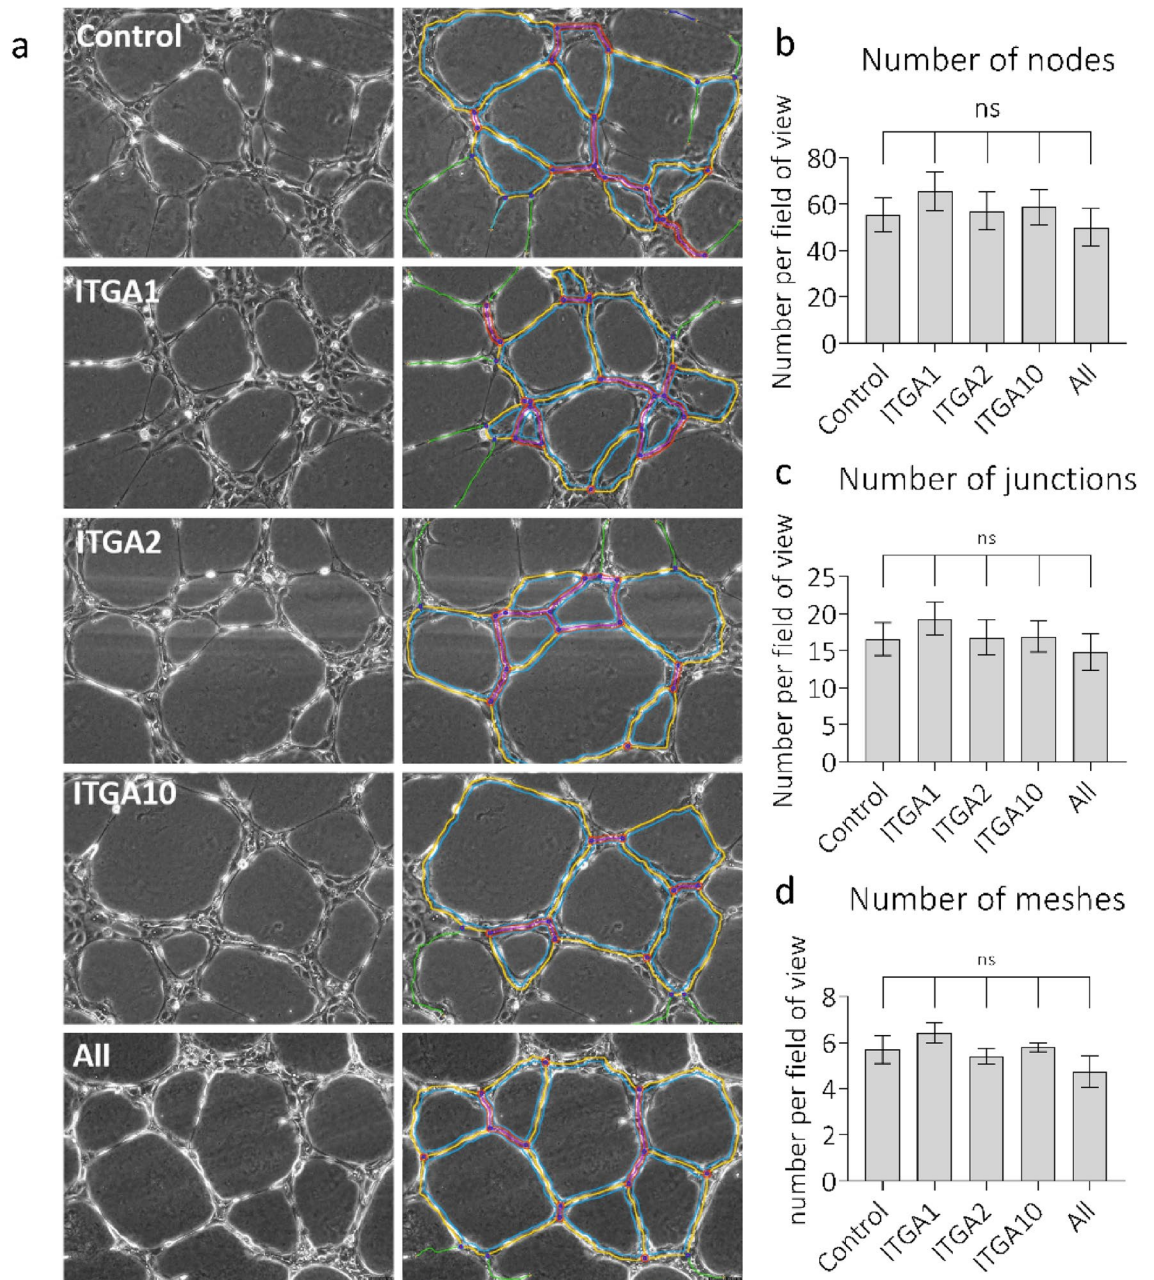 a
Control
ITGA1
ITGA2
ITGA10
All
b
Number of nodes
ns
Number per field of view
80
60
40
20
0
Control
ITGA1
ITGA2
ITGA10
All
c
Number of junctions
ns
Number per field of view
25
20
15
10
5
0
Control
ITGA1
ITGA2
ITGA10
All
d
Number of meshes
ns
number per field of view
8
6
4
2
0
Control
ITGA1
ITGA2
ITGA10
All